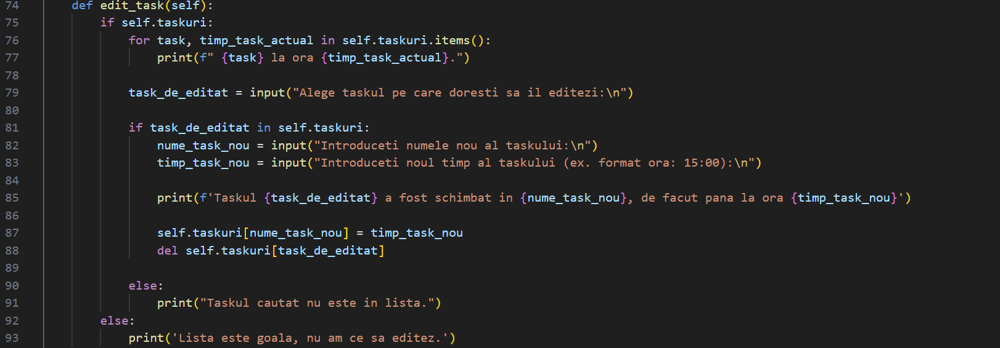 74 def edit_task(self):
75 if self.taskuri:
76 for task, timp_task_actual in self.taskuri.items():
77 print(f" {task} la ora {timp_task_actual}.")
78
79 task_de_editat = input("Alege taskul pe care doresti sa il editezi:\n")
80
81 if task_de_editat in self.taskuri:
82 nume_task_nou = input("Introduceti numele nou al taskului:\n")
83 timp_task_nou = input("Introduceti noul timp al taskului (ex. format ora: 15:00):\n")
84
85 print(f'Taskul {task_de_editat} a fost schimbat in {nume_task_nou}, de facut pana la ora {timp_task_nou}')
86
87 self.taskuri[nume_task_nou] = timp_task_nou
88 del self.taskuri[task_de_editat]
89
90 else:
91 print("Taskul cautat nu este in lista.")
92 else:
93 print('Lista este goala, nu am ce sa editez.')